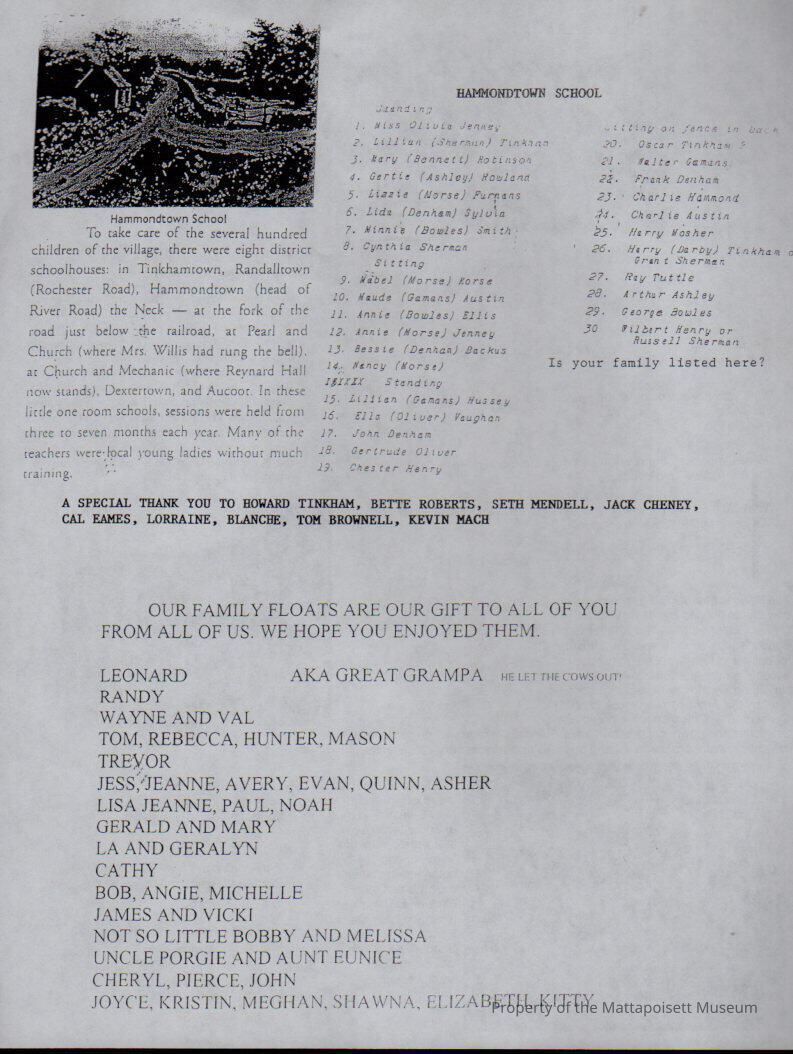 Hammondtown School
To take care of the several hundred
children of the village, there were eight district
schoolhouses: in Tinkhamtown, Randalltown
(Rochester Road), Hammondtown (head of
River Road) the Neck — at the fork of the
road just below the railroad, at Pearl and
Church (where Mrs. Willis had rung the bell),
at Church and Mechanic (where Reynard Hall
now stands), Dextertown, and Aucoot. In these
little one room schools, sessions were held from
three to seven months each year. Many of the
teachers were local young ladies without much
training.
HAMMONDTOWN SCHOOL
Standing
1. Miss Olivia Jenney
2. Lillian (Sherman) Tinkham
3. Mary (Bennett) Robinson
4. Gertie (Ashley) Howland
5. Lizzie (Morse) Furnans
6. Lida (Denham) Sylvia
7. Minnie (Bowles) Smith
8. Cynthia Sherman
Sitting
9. Mabel (Morse) Morse
10. Maude (Gamans) Austin
11. Annie (Bowles) Ellis
12. Annie (Morse) Jenney
13. Bessie (Denham) Backus
14. Nancy (Morse)
Standing
15. Lillian (Gamans) Hussey
16. Ella (Oliver) Vaughan
17. John Denham
18. Gertrude Oliver
19. Chester Henry
Sitting on fence in back
20. Oscar Tinkham ?
21. Walter Gamans
22. Frank Denham
23. Charlie Hammond
24. Charlie Austin
25. Harry Mosher
26. Harry (Darby) Tinkham o
Grant Sherman
27. Ray Tuttle
28. Arthur Ashley
29. George Bowles
30 Wilbert Henry or
Russell Sherman
Is your family listed here?
A SPECIAL THANK YOU TO HOWARD TINKHAM, BETTE ROBERTS, SETH MENDELL, JACK CHENEY,
CAL EAMES, LORRAINE, BLANCHE, TOM BROWNELL, KEVIN MACH
OUR FAMILY FLOATS ARE OUR GIFT TO ALL OF YOU
FROM ALL OF US. WE HOPE YOU ENJOYED THEM.
LEONARD AKA GREAT GRAMPA HE LET THE COWS OUT!
RANDY
WAYNE AND VAL
TOM, REBECCA, HUNTER, MASON
TREVOR
JESS, JEANNE, AVERY, EVAN, QUINN, ASHER
LISA JEANNE, PAUL, NOAH
GERALD AND MARY
LA AND GERALYN
CATHY
BOB, ANGIE, MICHELLE
JAMES AND VICKI
NOT SO LITTLE BOBBY AND MELISSA
UNCLE PORGIE AND AUNT EUNICE
CHERYL, PIERCE, JOHN
JOYCE, KRISTIN, MEGHAN, SHAWNA, ELIZABETH, KITTY
Property of the Mattapoisett Museum